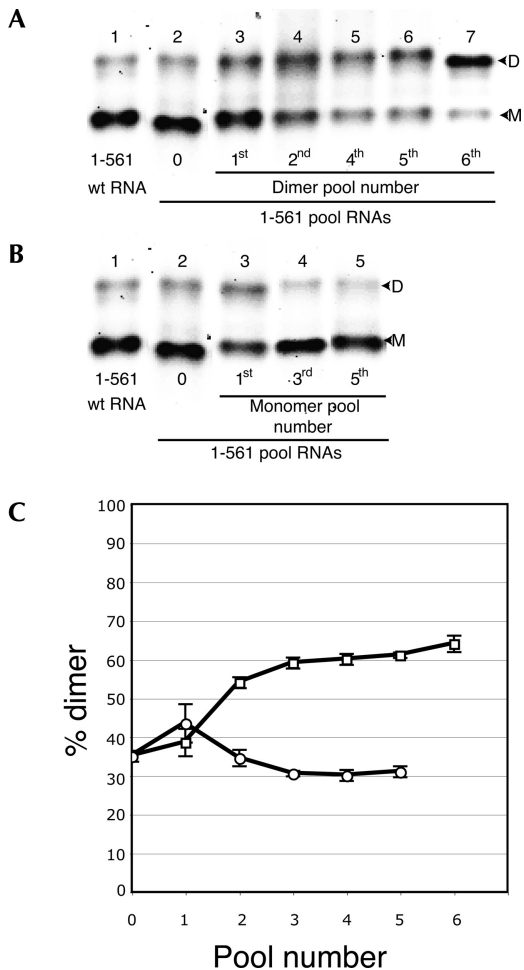 A
1 2 3 4 5 6 7
D
M
1-561 0 1st 2nd 4th 5th 6th
wt RNA Dimer pool number
1-561 pool RNAs
B
1 2 3 4 5
D
M
1-561 0 1st 3rd 5th
wt RNA Monomer pool
number
1-561 pool RNAs
C
100
90
80
70
60
50
40
30
20
10
0
% dimer
0 1 2 3 4 5 6
Pool number